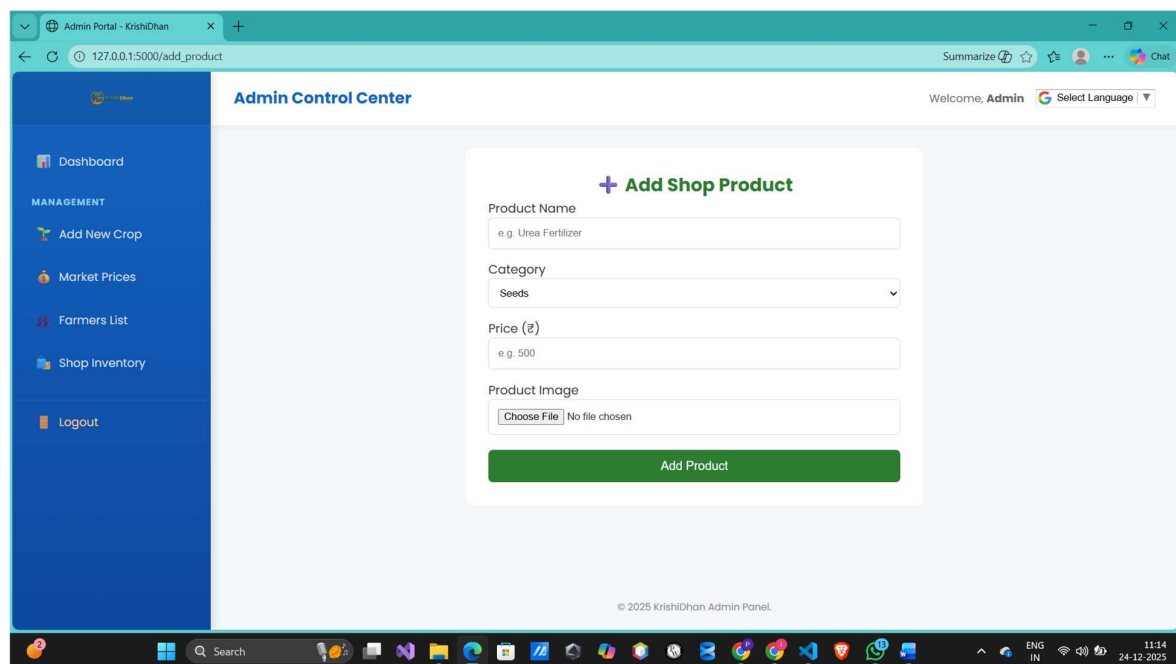 Admin Portal - KrishiDhan
127.0.0.1:5000/add_product
Summarize
Chat
Dhan
Admin Control Center
Welcome, Admin
Select Language
Dashboard
MANAGEMENT
Add New Crop
Market Prices
Farmers List
Shop Inventory
Logout
Add Shop Product
Product Name
e.g. Urea Fertilizer
Category
Seeds
Price (₹)
e.g. 500
Product Image
Choose File No file chosen
Add Product
© 2025 KrishiDhan Admin Panel.
2
Search
13
ENG
IN
11:14
24-12-2025